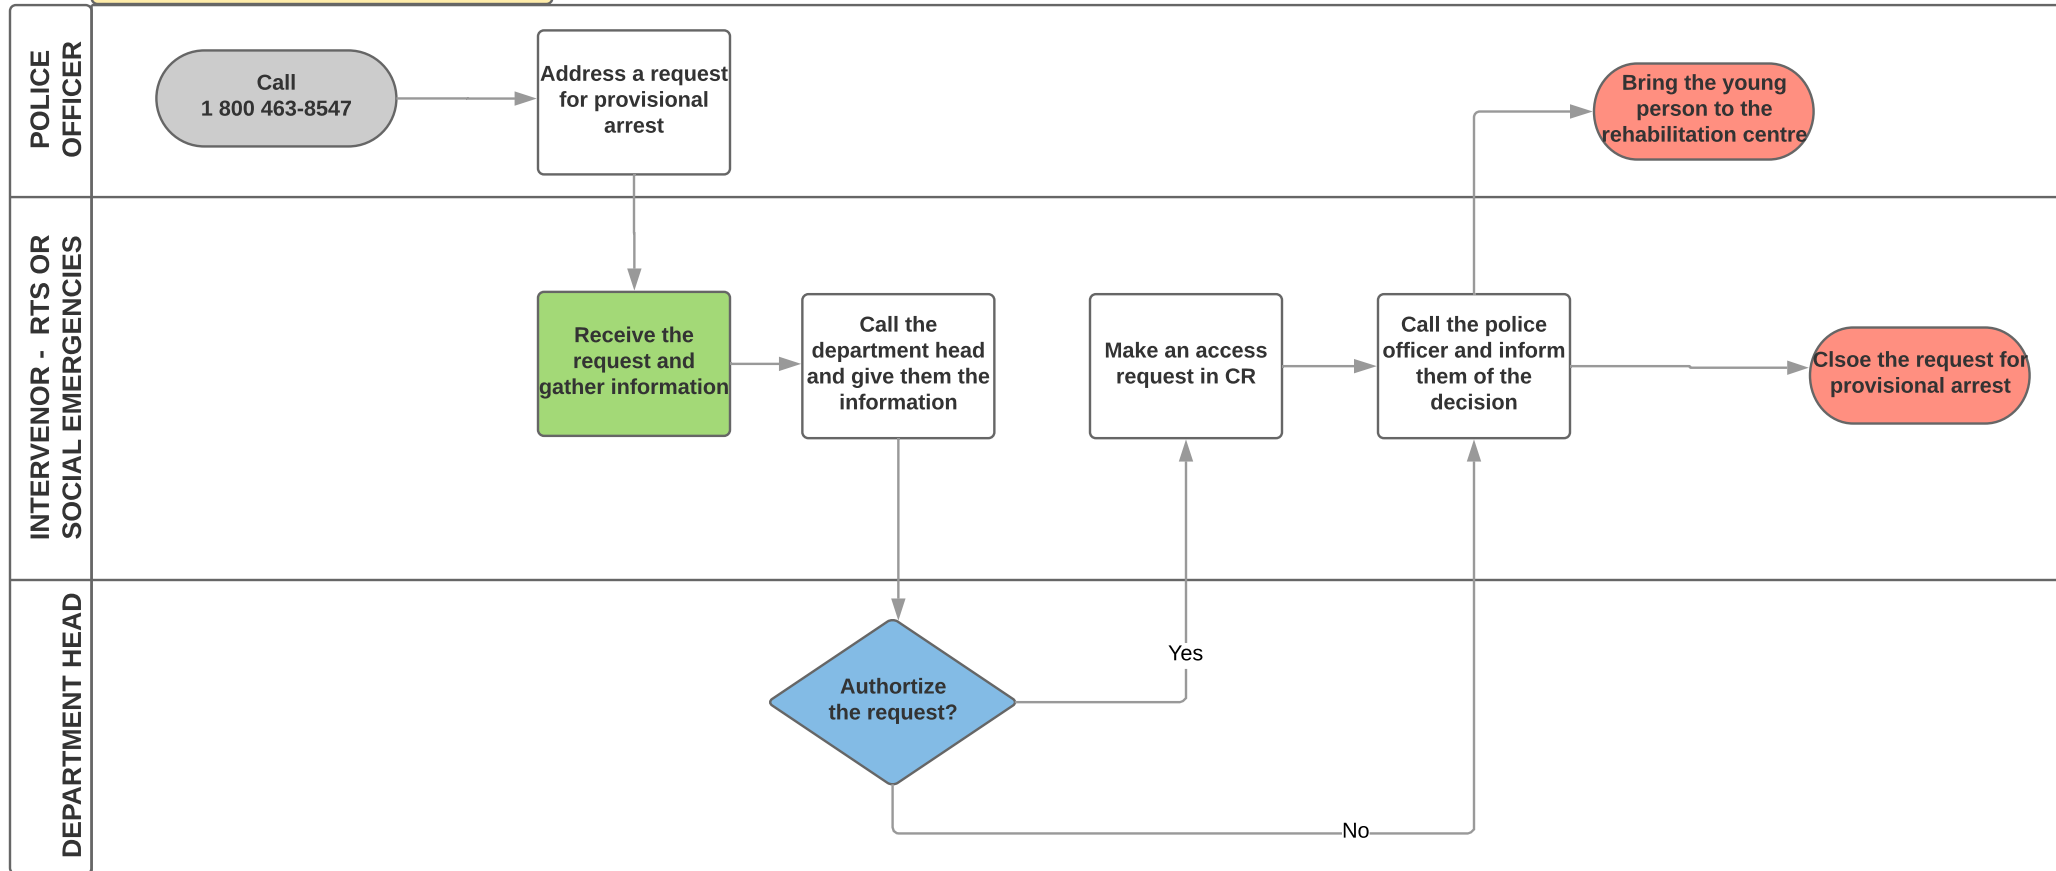 POLICE
OFFICER
Call
1 800 463-8547
Address a request
for provisional
arrest
Bring the young
person to the
rehabilitation centre
INTERVENOR - RTS OR
SOCIAL EMERGENCIES
Receive the
request and
gather information
Call the
department head
and give them the
information
Make an access
request in CR
Call the police
officer and inform
them of the
decision
Clsoe the request for
provisional arrest
DEPARTMENT HEAD
Authortize
the request?
Yes
No